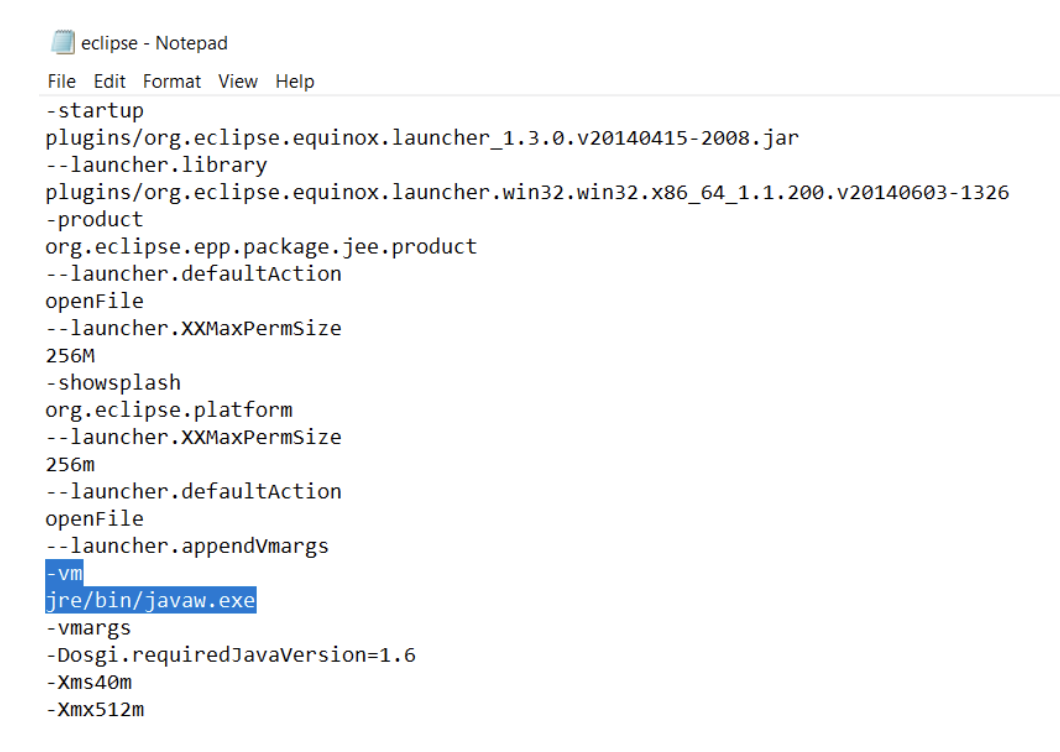 eclipse - Notepad
File Edit Format View Help
-startup
plugins/org.eclipse.equinox.launcher_1.3.0.v20140415-2008.jar
--launcher.library
plugins/org.eclipse.equinox.launcher.win32.win32.x86_64_1.1.200.v20140603-1326
-product
org.eclipse.epp.package.jee.product
--launcher.defaultAction
openFile
--launcher.XXMaxPermSize
256M
-showsplash
org.eclipse.platform
--launcher.XXMaxPermSize
256m
--launcher.defaultAction
openFile
--launcher.appendVmargs
-vm
jre/bin/javaw.exe
-vmargs
-Dosgi.requiredJavaVersion=1.6
-Xms40m
-Xmx512m